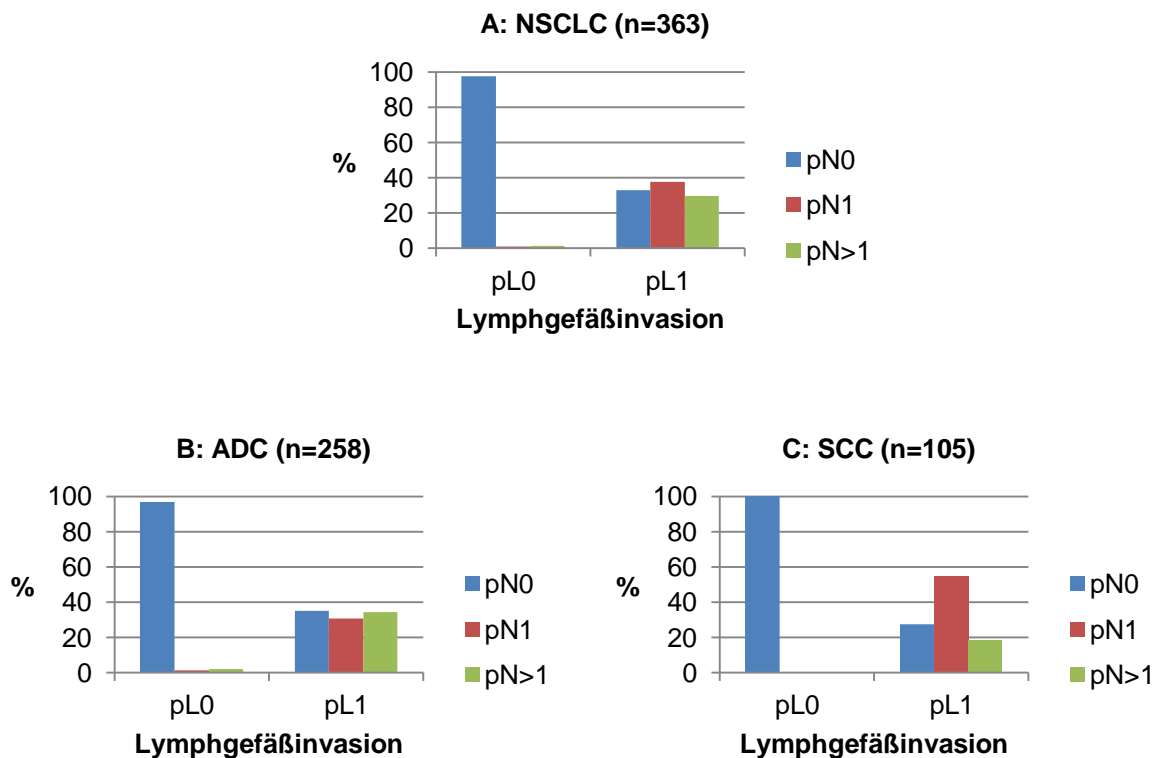 A: NSCLC (n=363)
100
80
60
40
20
0
%
pL0
pL1
Lymphgefäßinvasion
pN0
pN1
pN>1
B: ADC (n=258)
100
80
60
40
20
0
%
pL0
pL1
Lymphgefäßinvasion
pN0
pN1
pN>1
C: SCC (n=105)
100
80
60
40
20
0
%
pL0
pL1
Lymphgefäßinvasion
pN0
pN1
pN>1